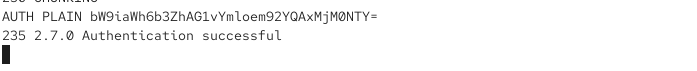 AUTH PLAIN bW9iaWh6b3ZhAG1vYmloem92YQAxMjM0NTY=
235 2.7.0 Authentication successful